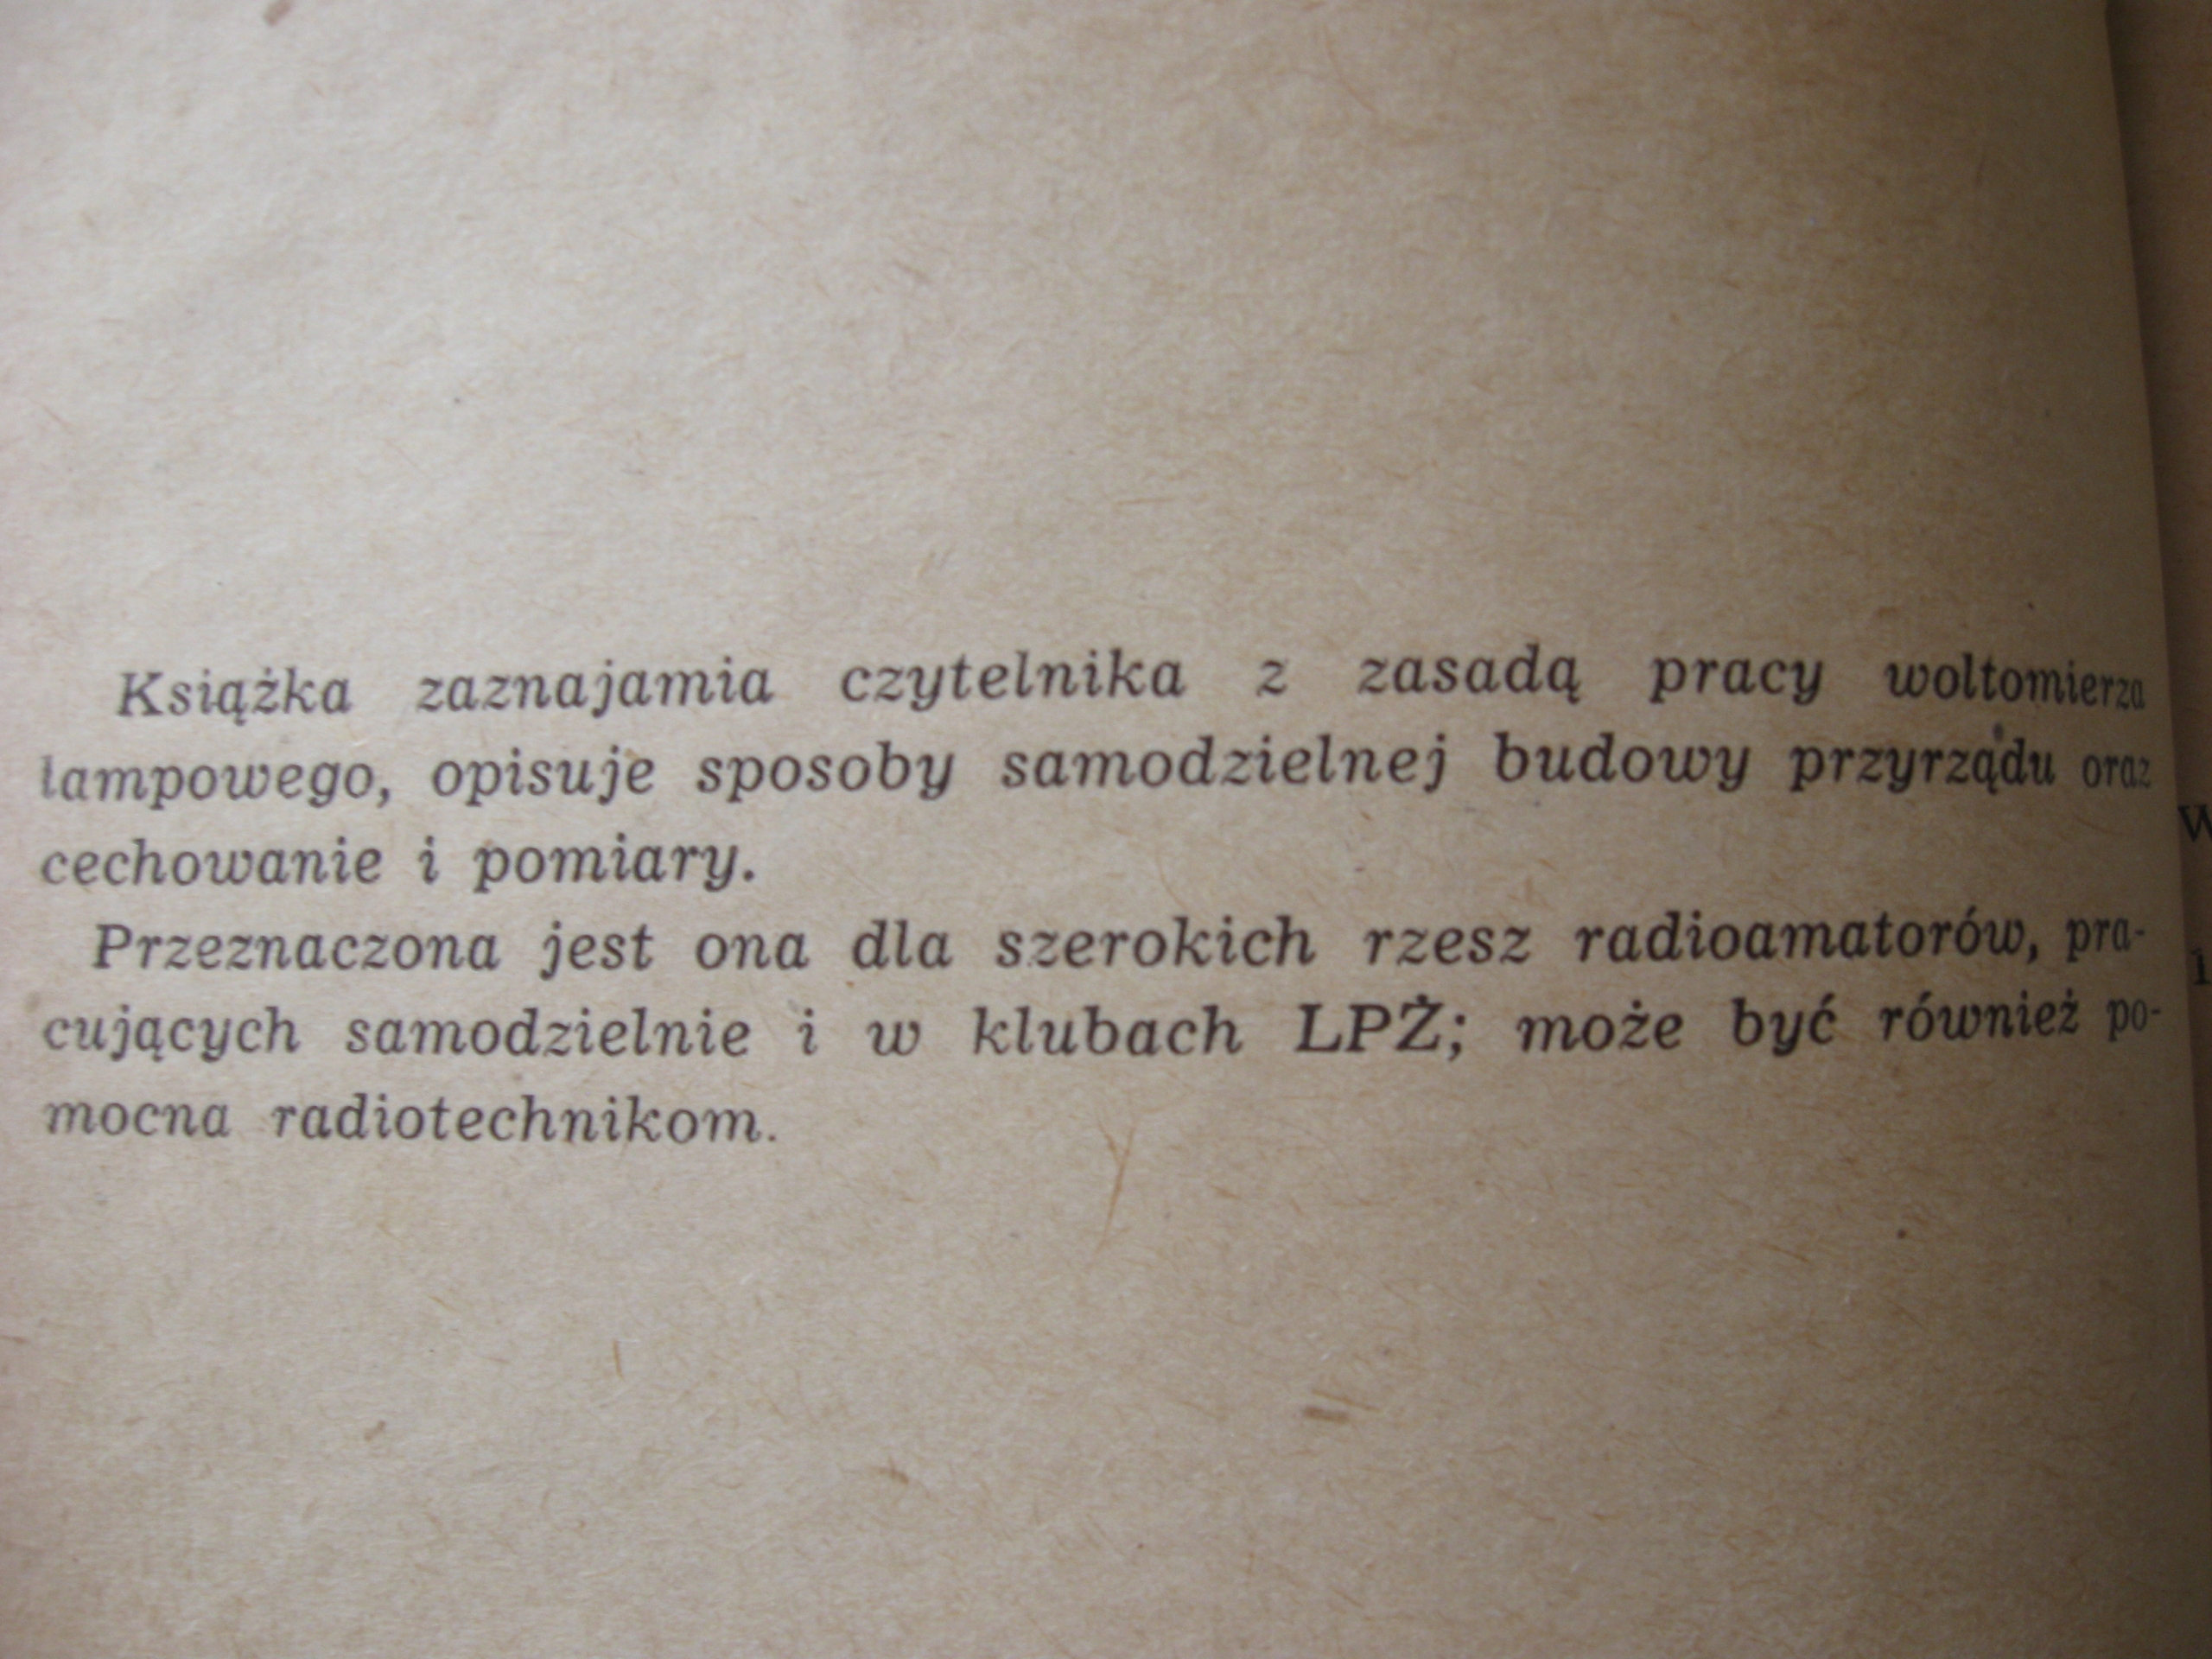 Książka zaznajamia czytelnika z zasadą pracy woltomierza
lampowego, opisuje sposoby samodzielnej budowy przyrządu oraz
cechowanie i pomiary.
Przeznaczona jest ona dla szerokich rzesz radioamatorów, pra-
cujących samodzielnie i w klubach LPŻ; może być również po-
mocna radiotechnikom.